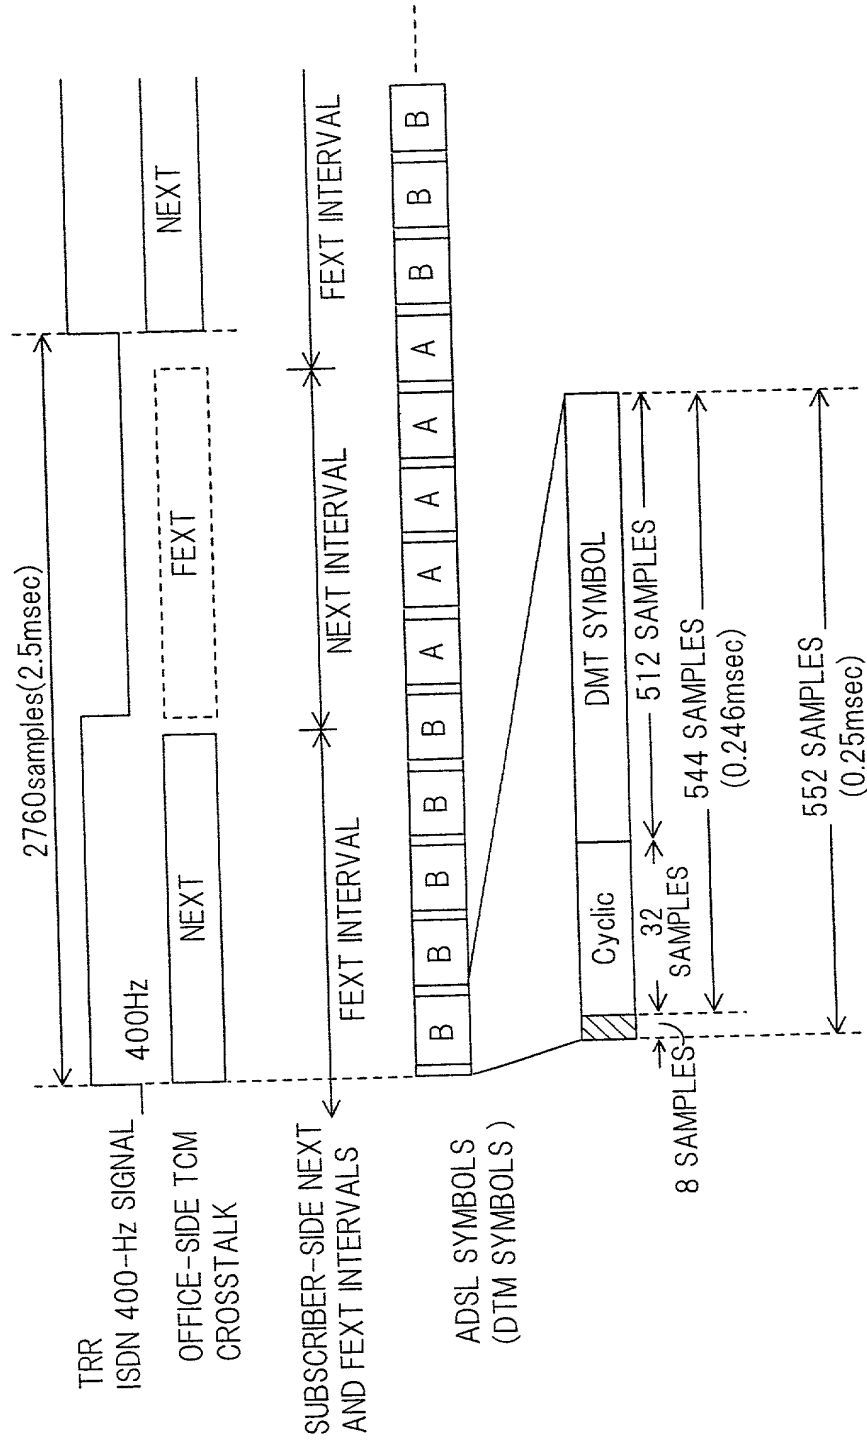 2760samples(2.5msec)
TRR
ISDN 400-Hz SIGNAL
400Hz
OFFICE-SIDE TCM
CROSSTALK
NEXT
FEXT
NEXT
SUBSCRIBER-SIDE NEXT
AND FEXT INTERVALS
FEXT INTERVAL
NEXT INTERVAL
FEXT INTERVAL
ADSL SYMBOLS
(DTM SYMBOLS )
B B B B B A A A A A B B B
Cyclic
DMT SYMBOL
8 SAMPLES
32
SAMPLES
512 SAMPLES
544 SAMPLES
(0.246msec)
552 SAMPLES
(0.25msec)